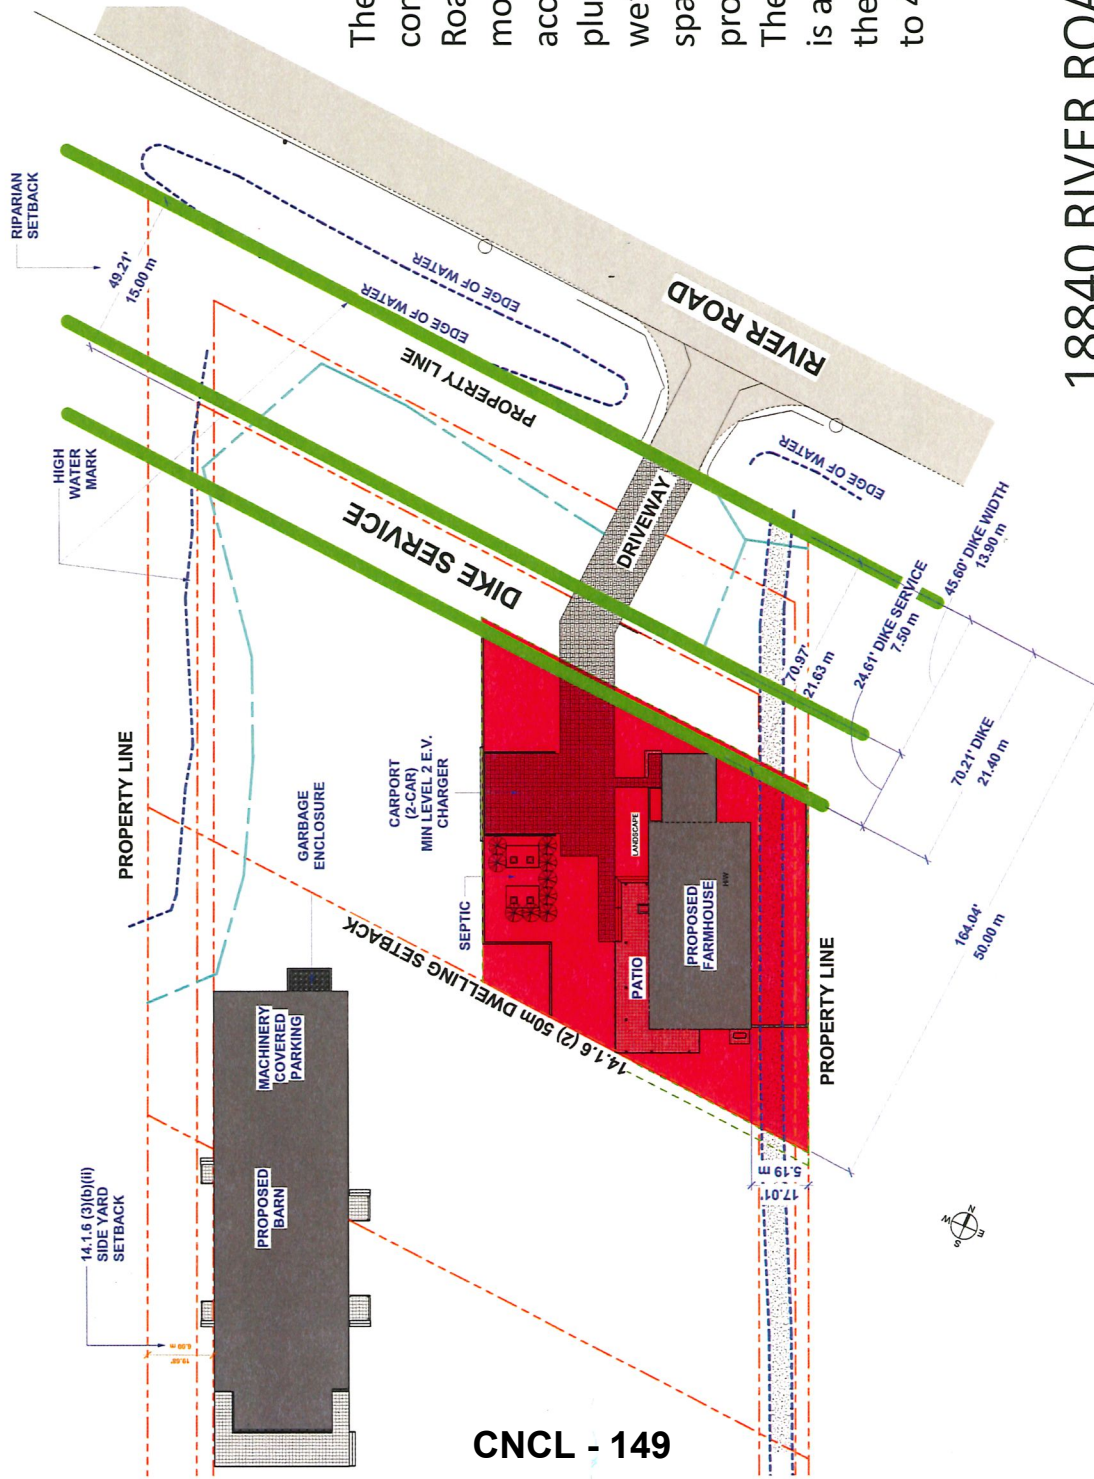 The
con
Roa
mo
acc
plu
we
spa
pro
The
is a
the
to 4
18840 RIVER ROA
RIPARIAN
SETBACK
49.21'
15.00 m
HIGH
WATER
MARK
EDGE OF WATER
EDGE OF WATER
PROPERTY LINE
RIVER ROAD
DIKE SERVICE
DRIVEWAY
EDGE OF WATER
PROPERTY LINE
GARBAGE
ENCLOSURE
CARPORT
(2-CAR)
MIN LEVEL 2 E.V.
CHARGER
SEPTIC
LANDSCAPE
PATIO
PROPOSED
FARMHOUSE
HW
14.1.6 (2) 50m DWELLING SETBACK
PROPERTY LINE
MACHINERY
COVERED
PARKING
PROPOSED
BARN
14.1.6 (3)(b)(ii)
SIDE YARD
SETBACK
6.00 m
17.01'
5.19 m
70.97'
21.63 m
24.61' DIKE SERVICE
7.50 m
45.60' DIKE WIDTH
13.90 m
70.21' DIKE
21.40 m
164.04'
50.00 m
N
E
S
W
CNCL - 149